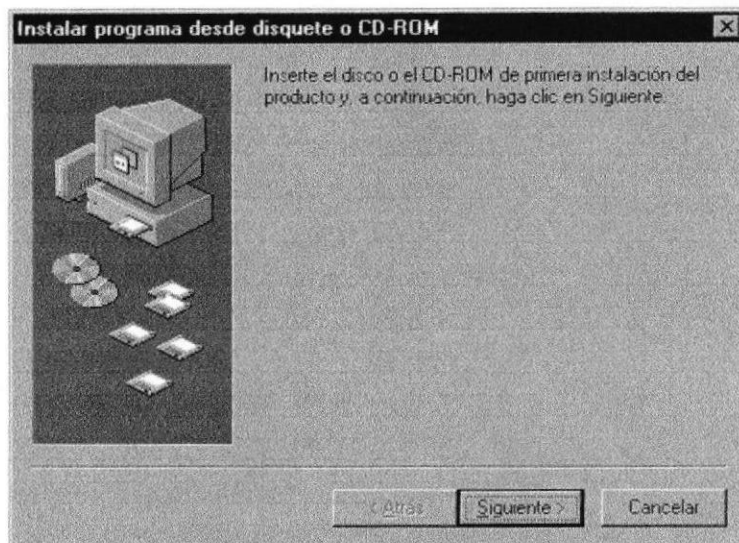 Instalar programa desde disquete o CD-ROM
Inserte el disco o el CD-ROM de primera instalación del
producto y, a continuación, haga clic en Siguiente.
< Atrás
Siguiente >
Cancelar